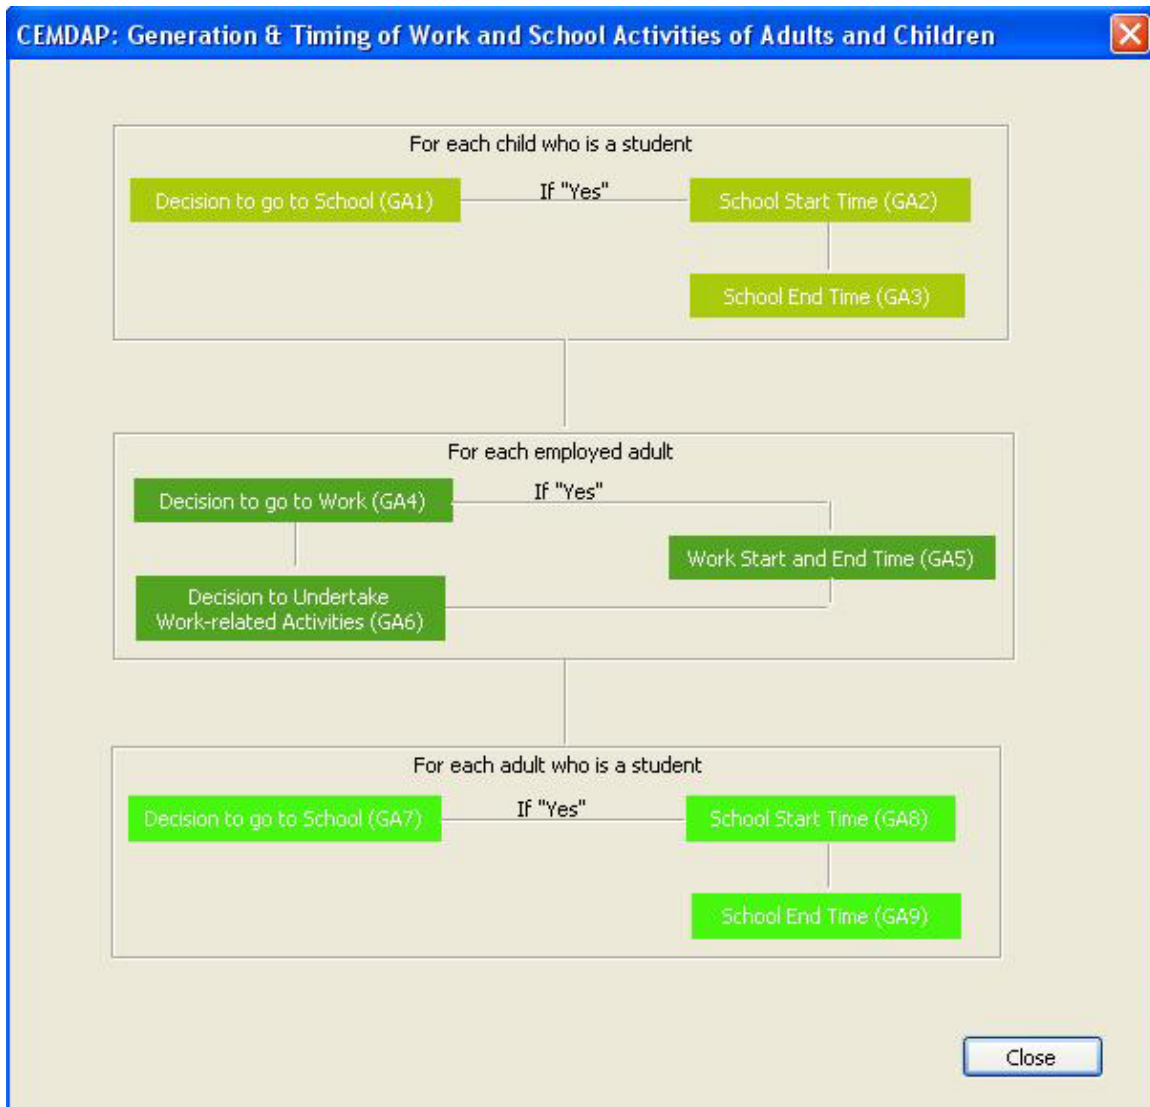 CEMDAP: Generation & Timing of Work and School Activities of Adults and Children
For each child who is a student
Decision to go to School (GA1)
If "Yes"
School Start Time (GA2)
School End Time (GA3)
For each employed adult
Decision to go to Work (GA4)
If "Yes"
Work Start and End Time (GA5)
Decision to Undertake
Work-related Activities (GA6)
For each adult who is a student
Decision to go to School (GA7)
If "Yes"
School Start Time (GA8)
School End Time (GA9)
Close